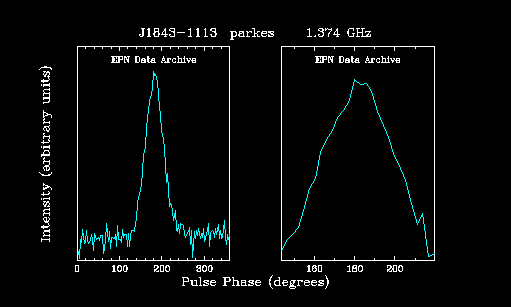 J1843-1113 parkes 1.374 GHz
EPN Data Archive
EPN Data Archive
Intensity (arbitrary units)
0 100 200 300
160 180 200
Pulse Phase (degrees)